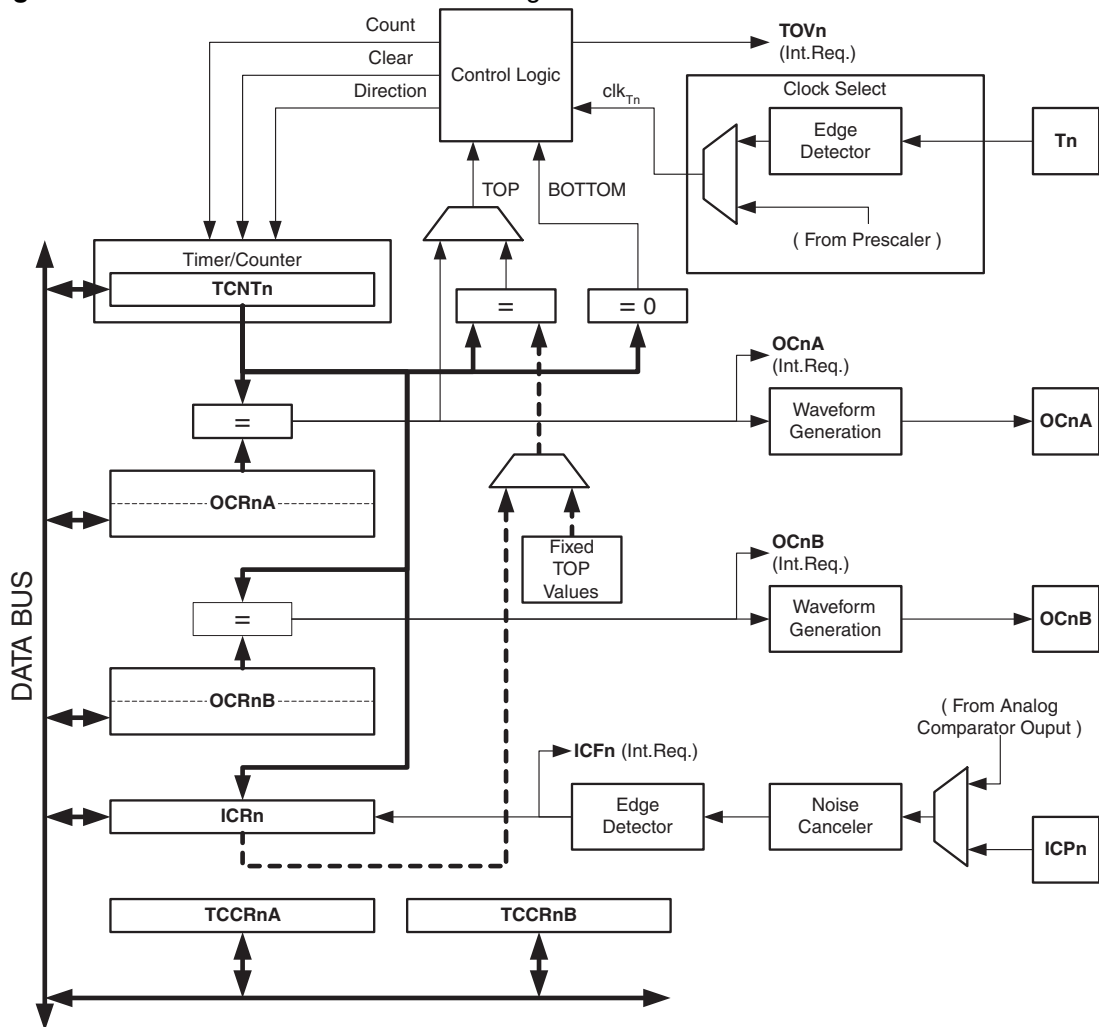 Count
Clear
Direction
Control Logic
TOVn
(Int.Req.)
clkTn
Clock Select
Edge
Detector
Tn
( From Prescaler )
TOP
BOTTOM
Timer/Counter
TCNTn
=
= 0
OCnA
(Int.Req.)
=
Waveform
Generation
OCnA
OCRnA
Fixed
TOP
Values
OCnB
(Int.Req.)
=
Waveform
Generation
OCnB
OCRnB
DATA BUS
( From Analog
Comparator Ouput )
ICFn (Int.Req.)
ICRn
Edge
Detector
Noise
Canceler
ICPn
TCCRnA
TCCRnB